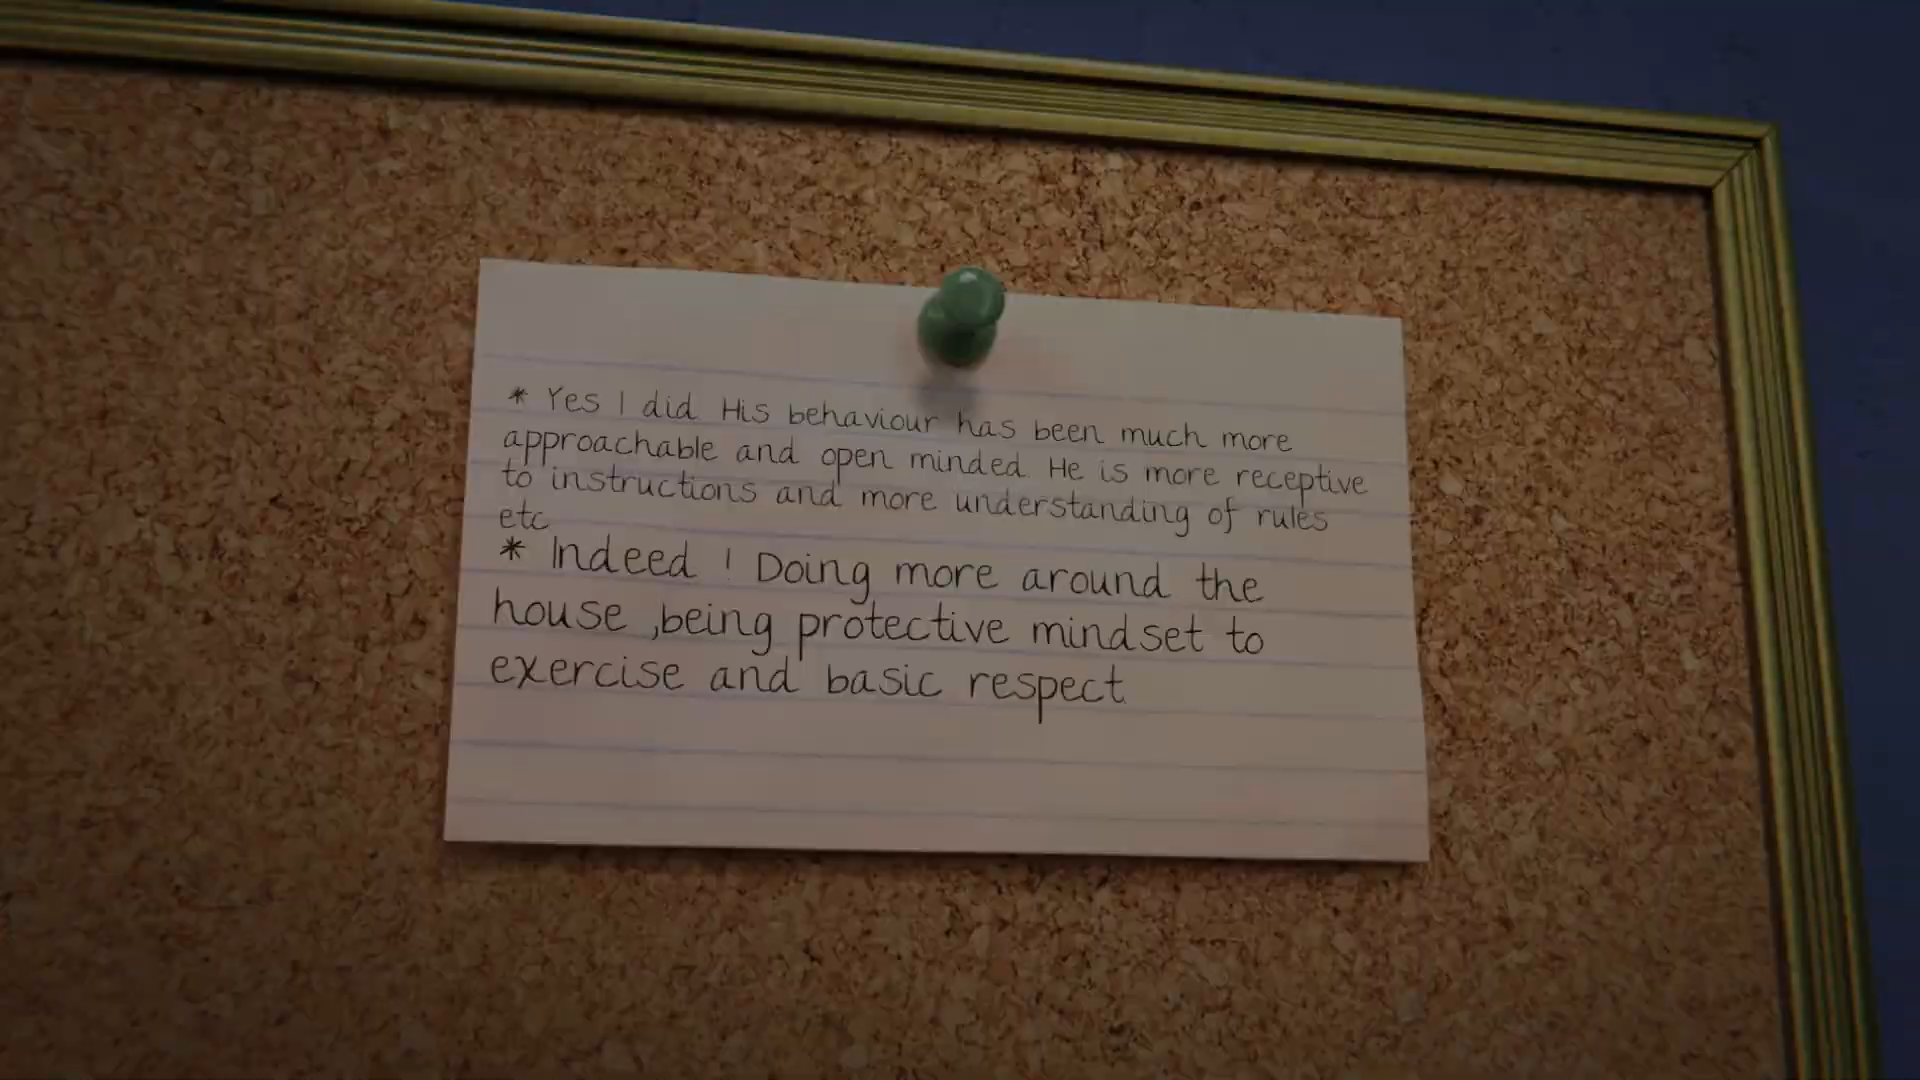 * Yes I did His behaviour has been much more
approachable and open minded He is more receptive
to instructions and more understanding of rules
etc
* Indeed ! Doing more around the
house ,being protective mindset to
exercise and basic respect